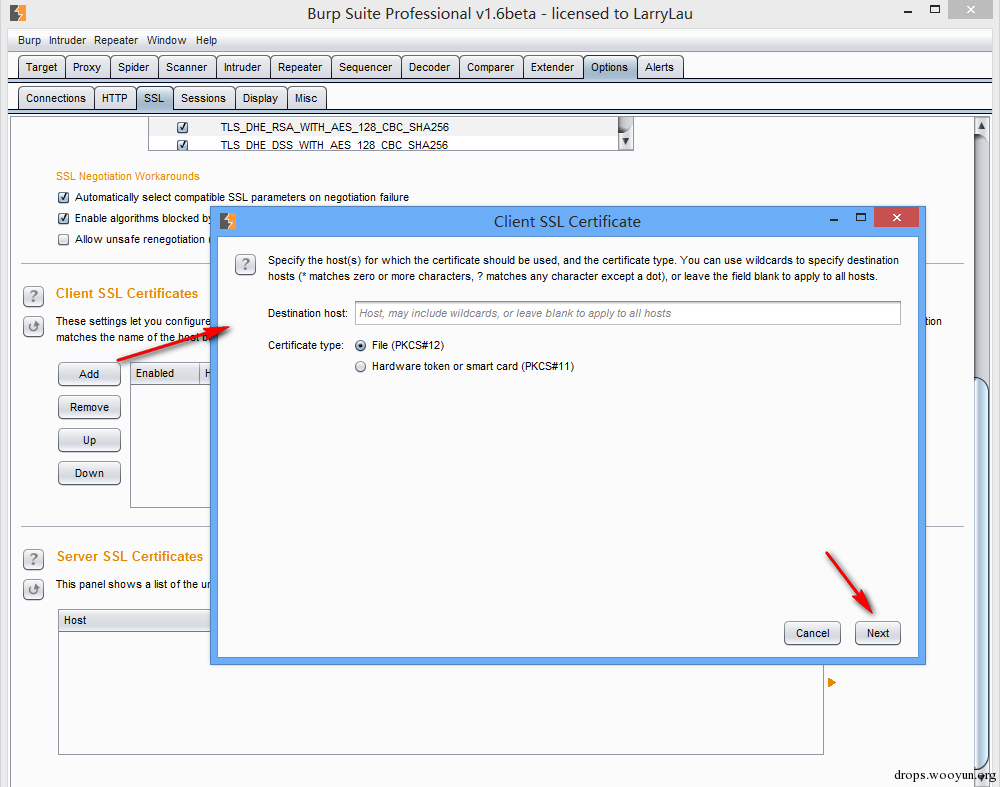 Burp Suite Professional v1.6beta - licensed to LarryLau
Burp Intruder Repeater Window Help
Target Proxy Spider Scanner Intruder Repeater Sequencer Decoder Comparer Extender Options Alerts
Connections HTTP SSL Sessions Display Misc
TLS_DHE_RSA_WITH_AES_128_CBC_SHA256
TLS_DHE_DSS_WITH_AES_128_CBC_SHA256
SSL Negotiation Workarounds
Automatically select compatible SSL parameters on negotiation failure
Enable algorithms blocked by
Allow unsafe renegotiation (
Client SSL Certificates
These settings let you configure
matches the name of the host b
Add
Remove
Up
Down
Enabled H
Client SSL Certificate
Specify the host(s) for which the certificate should be used, and the certificate type. You can use wildcards to specify destination
hosts (* matches zero or more characters, ? matches any character except a dot), or leave the field blank to apply to all hosts.
Destination host: Host, may include wildcards, or leave blank to apply to all hosts
Certificate type: File (PKCS#12)
Hardware token or smart card (PKCS#11)
Cancel Next
Server SSL Certificates
This panel shows a list of the un
Host
drops.wooyun.org